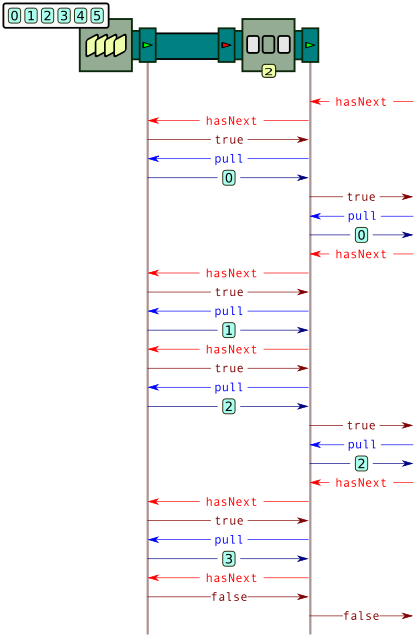 0 1 2 3 4 5
2
hasNext
hasNext
true
pull
0
true
pull
0
hasNext
hasNext
true
pull
1
hasNext
true
pull
2
true
pull
2
hasNext
hasNext
true
pull
3
hasNext
false
false